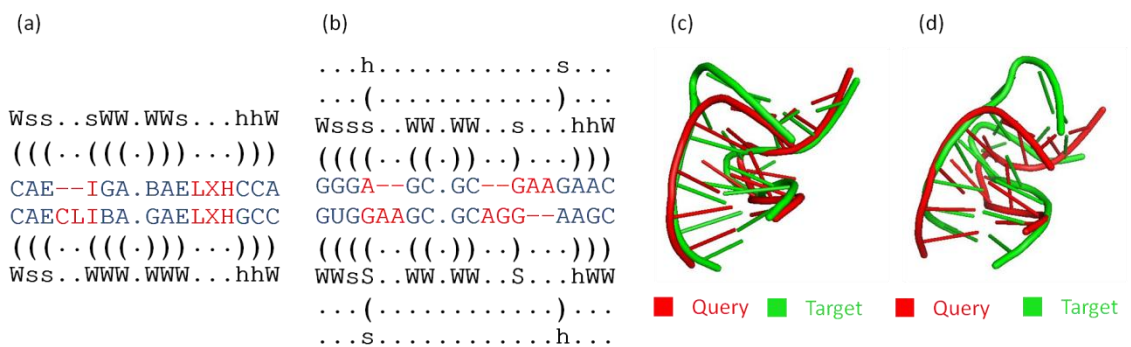 (a)
Wss..sWW.WWs...hhW
(((..(((.)))...)))
CAE--IGA.BAELXHCCA
CAECLIBA.GAELXHGCC
(((..(((.)))...)))
Wss..WWW.WWW...hhW
(b)
...h............s...
...(............)...
Wsss..WW.WW..s...hhW
((((..((.))..)...)))
GGGA--GC.GC--GAAGAAC
GUGGAAGC.GCAGG--AAGC
((((..((.))..)...)))
WWsS..WW.WW..S...hWW
...(............)...
...s............h...
(c)
Query Target
(d)
Query Target